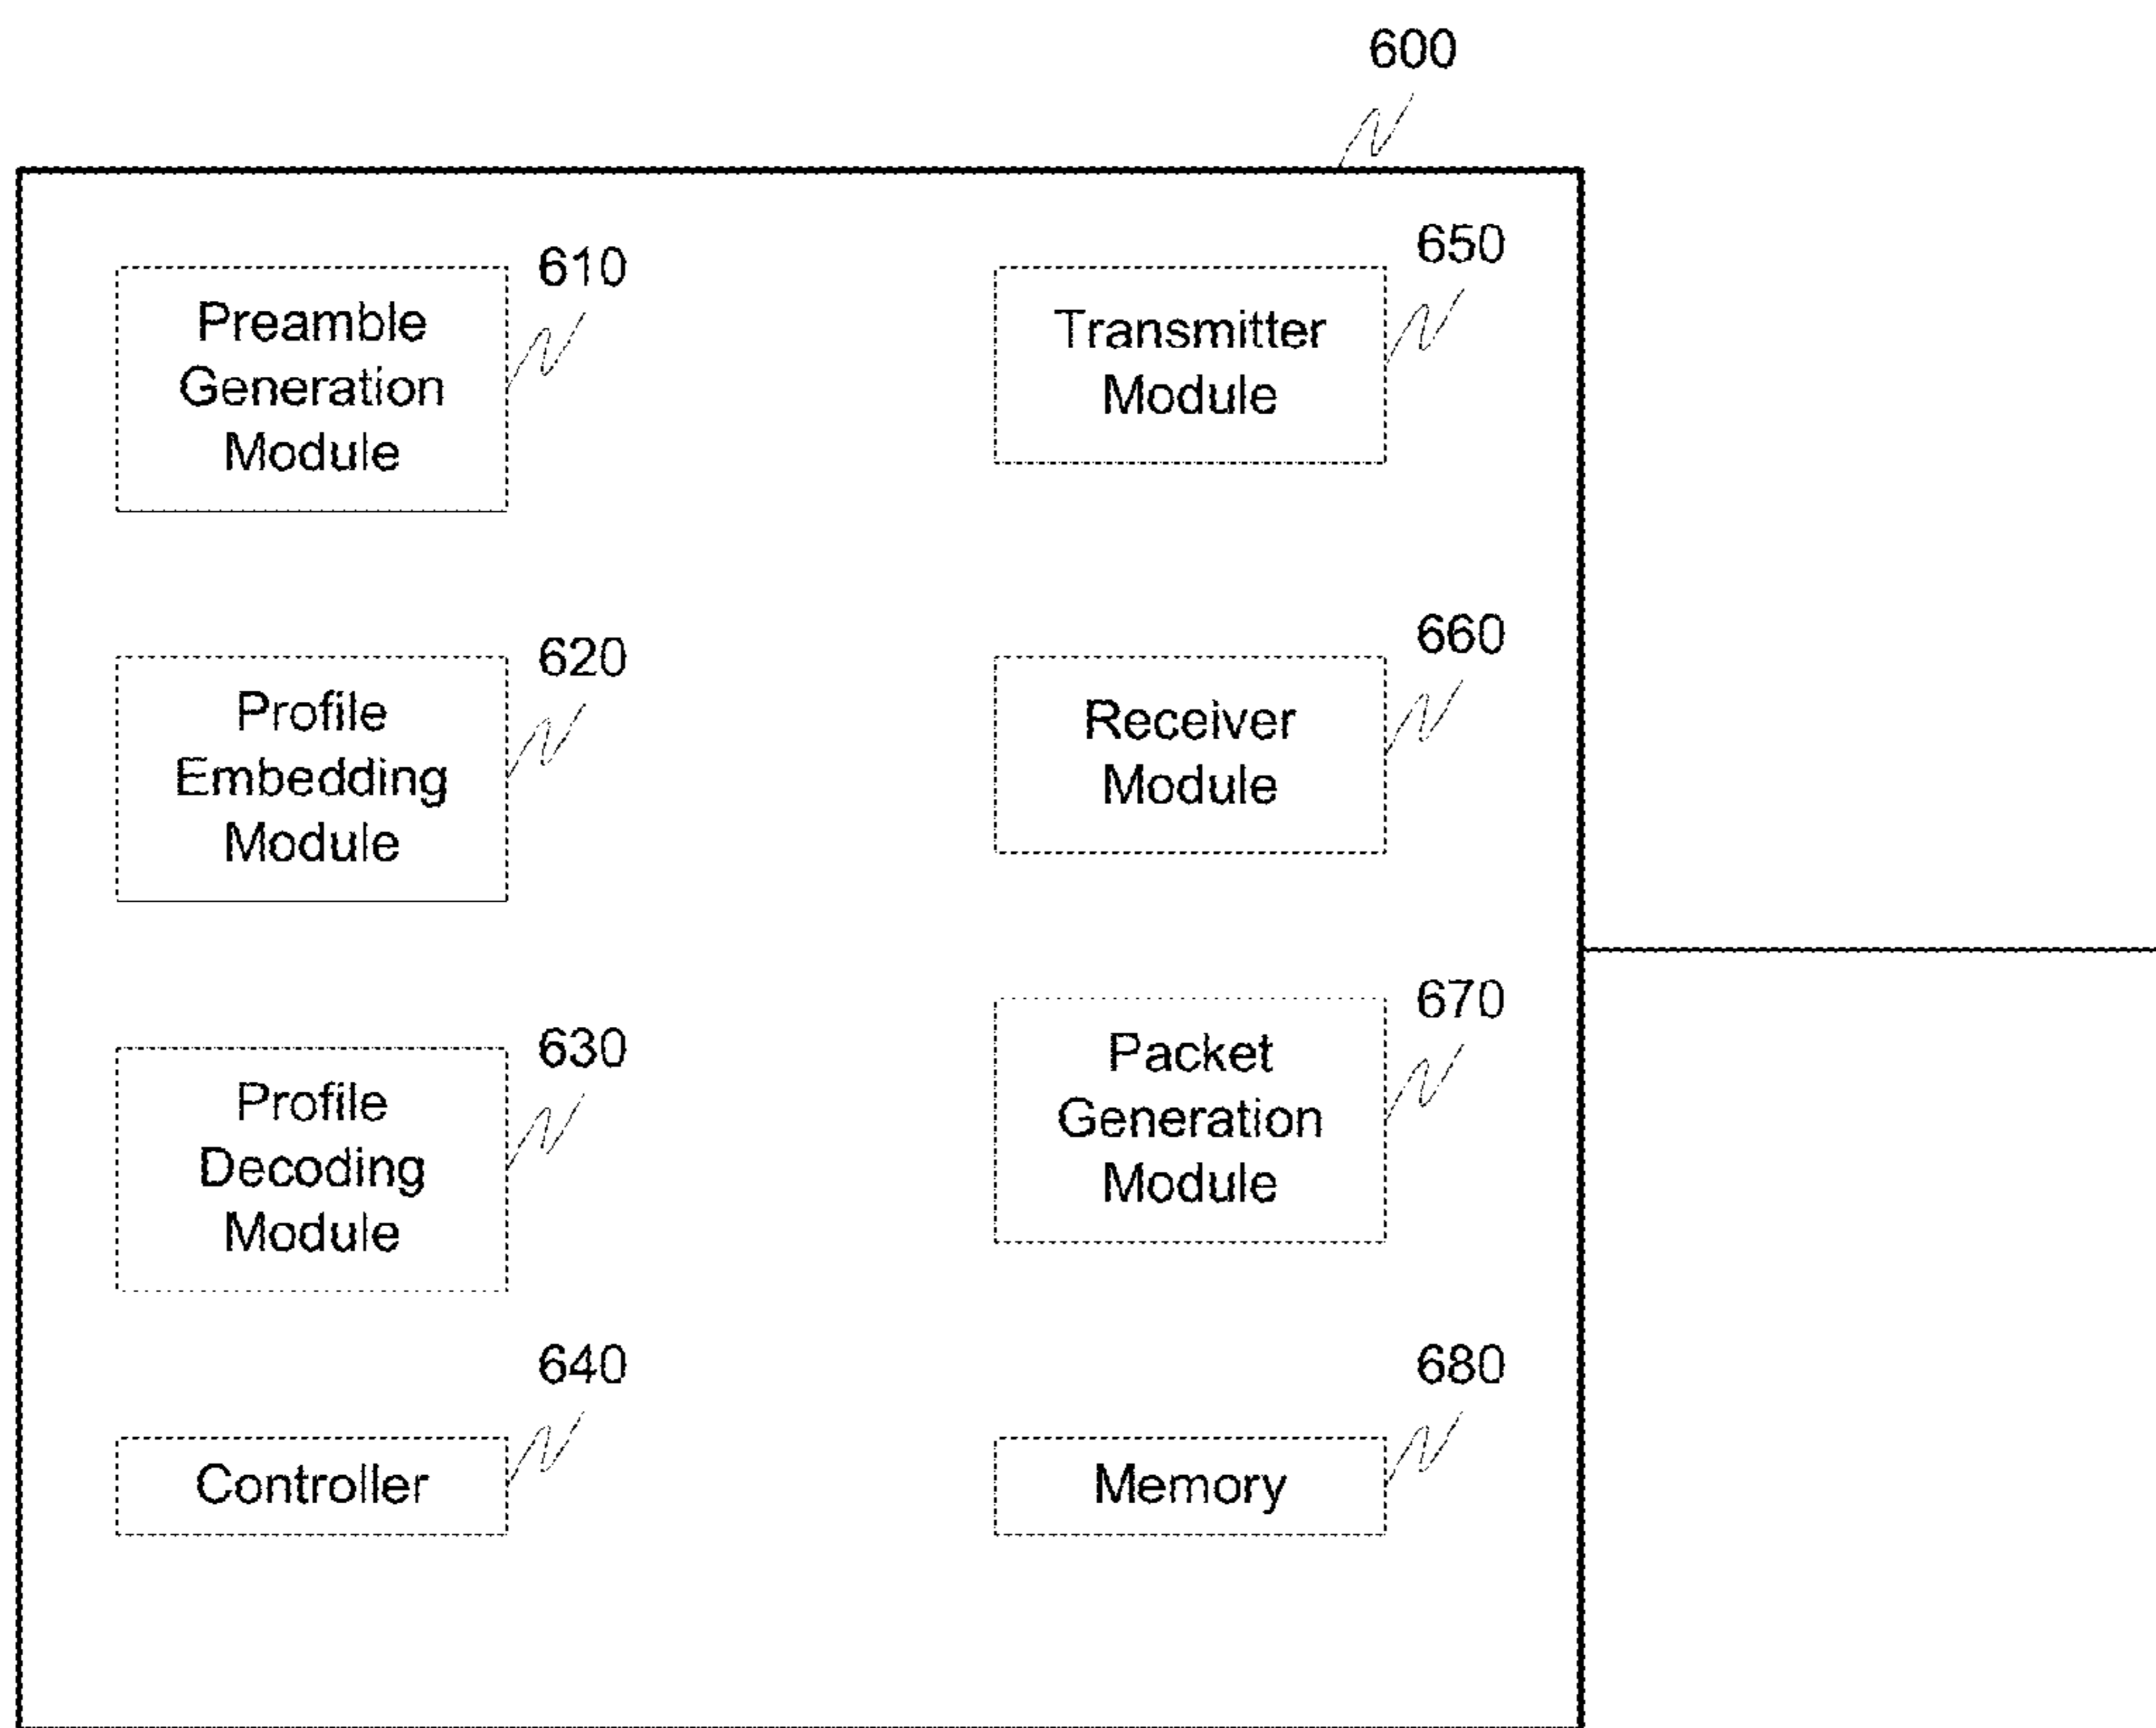 600
610
Preamble
Generation
Module
650
Transmitter
Module
620
Profile
Embedding
Module
660
Receiver
Module
630
Profile
Decoding
Module
670
Packet
Generation
Module
640
Controller
680
Memory